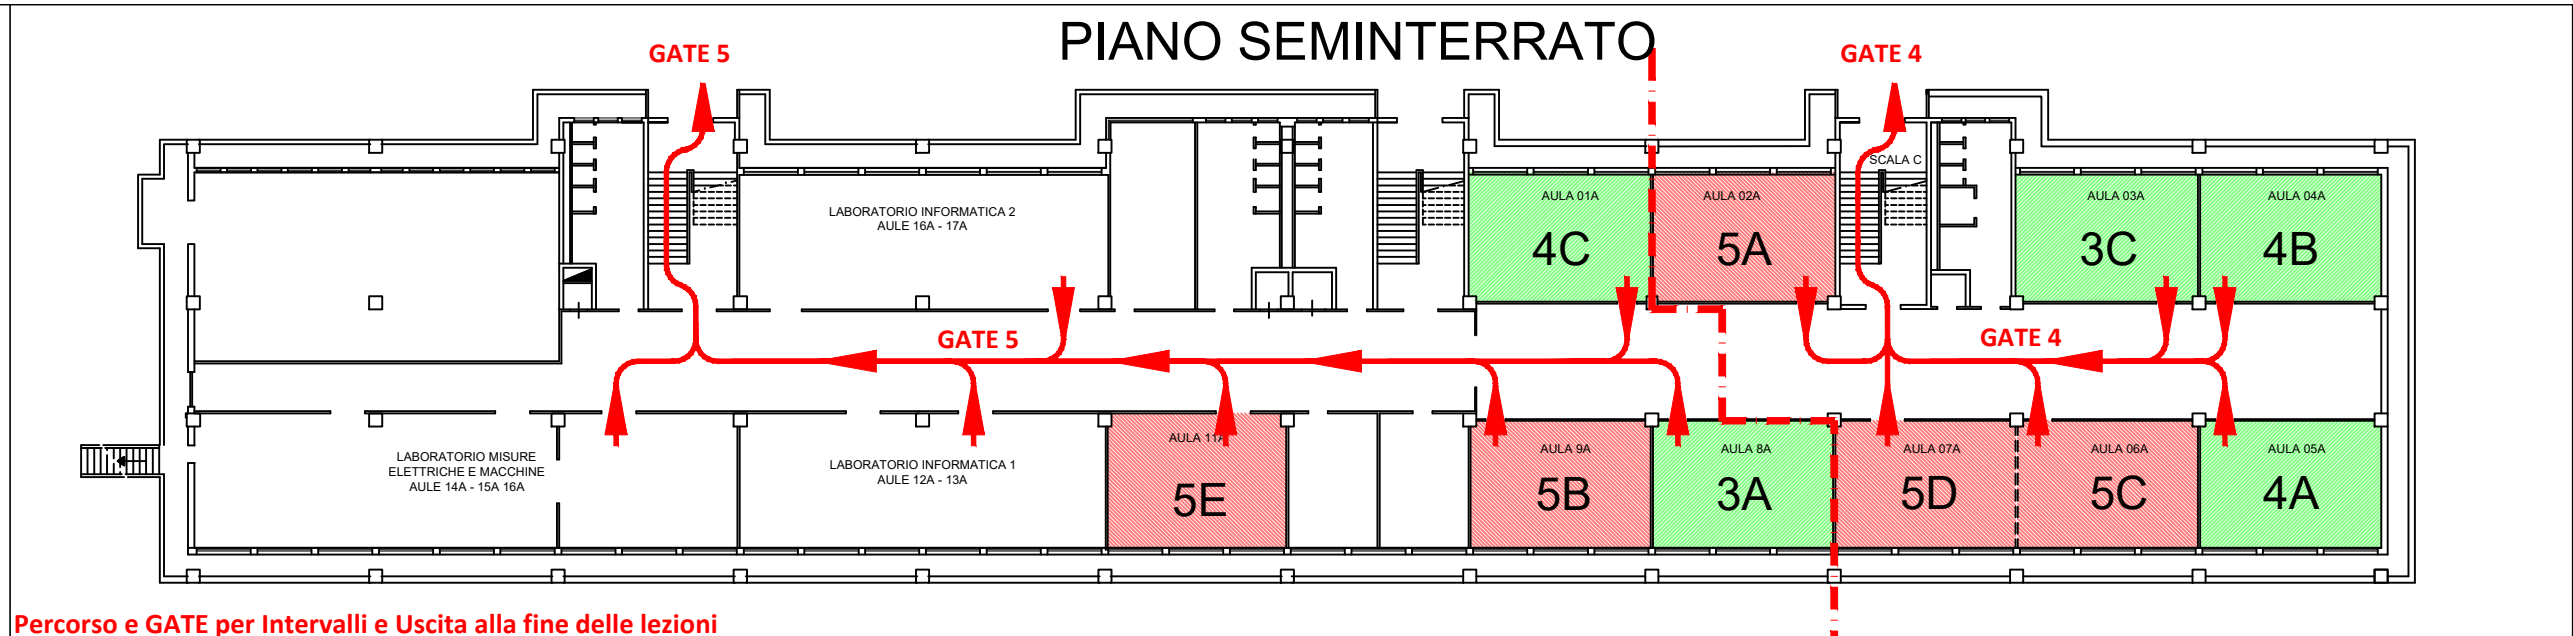 PIANO SEMINTERRATO
GATE 5
GATE 4
SCALA C
LABORATORIO INFORMATICA 2
AULE 16A - 17A
AULA 01A
4C
AULA 02A
5A
AULA 03A
3C
AULA 04A
4B
GATE 5
GATE 4
LABORATORIO MISURE
ELETTRICHE E MACCHINE
AULE 14A - 15A 16A
LABORATORIO INFORMATICA 1
AULE 12A - 13A
AULA 11A
5E
AULA 9A
5B
AULA 8A
3A
AULA 07A
5D
AULA 06A
5C
AULA 05A
4A
Percorso e GATE per Intervalli e Uscita alla fine delle lezioni